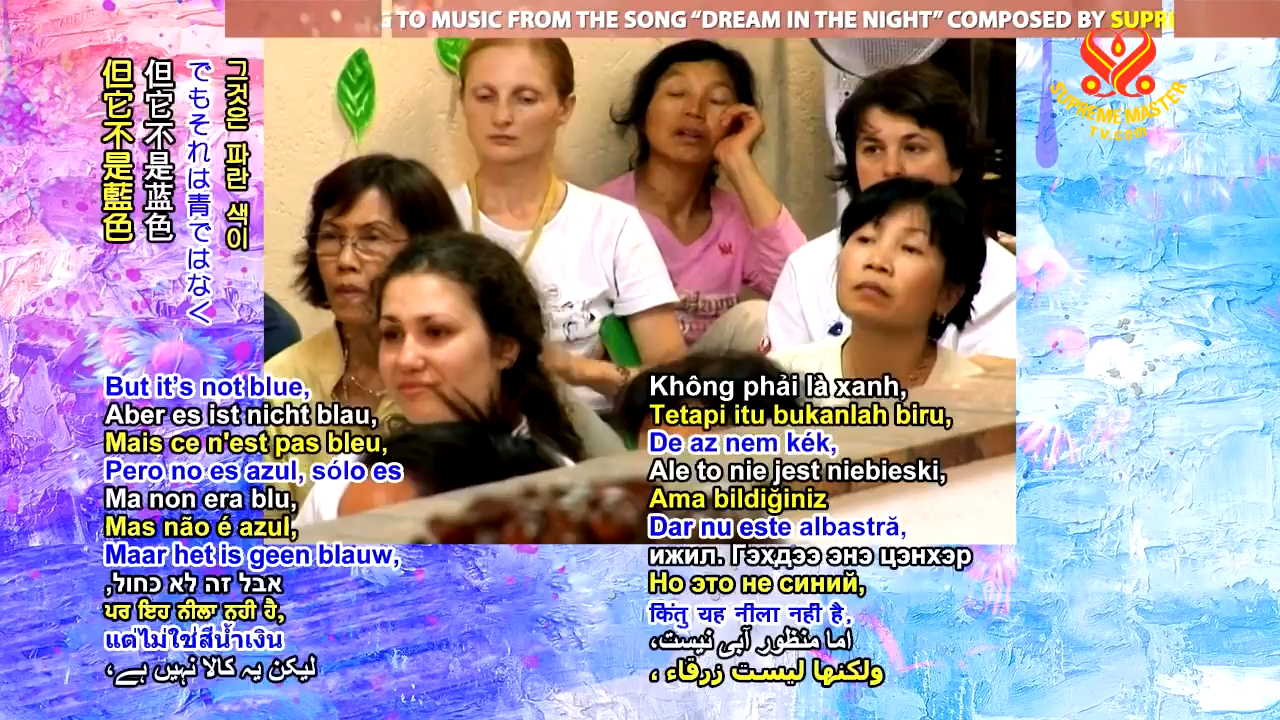 TO MUSIC FROM THE SONG “DREAM IN THE NIGHT” COMPOSED BY
SUPREME MASTER
TV.com
그것은 파란 색이
でもそれは青ではなく
但它不是蓝色
但它不是藍色
But it's not blue,
Aber es ist nicht blau,
Mais ce n'est pas bleu,
Pero no es azul, sólo es
Ma non era blu,
Mas não é azul,
Maar het is geen blauw,
אבל זה לא כחול,
ਪਰ ਇਹ ਨੀਲਾ ਨਹੀ ਹੈ,
แต่ไม่ใช่สีน้ำเงิน
لیکن یہ کالا نہیں ہے،
Không phải là xanh,
Tetapi itu bukanlah biru,
De az nem kék,
Ale to nie jest niebieski,
Ama bildiğiniz
Dar nu este albastră,
ижил. Гэхдээ энэ цэнхэр
Но это не синий,
किंतु यह नीला नहीं है,
اما منظور آبی نیست،
ولكنها ليست زرقاء ،